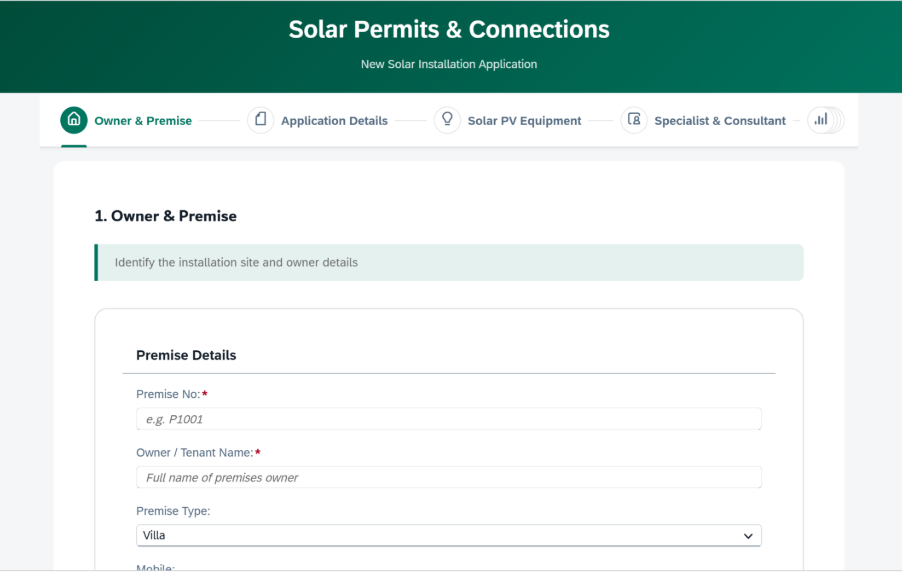 Solar Permits & Connections
New Solar Installation Application
Owner & Premise
Application Details
Solar PV Equipment
Specialist & Consultant
1. Owner & Premise
Identify the installation site and owner details
Premise Details
Premise No:*
e.g. P1001
Owner / Tenant Name:*
Full name of premises owner
Premise Type:
Villa
Mobile: